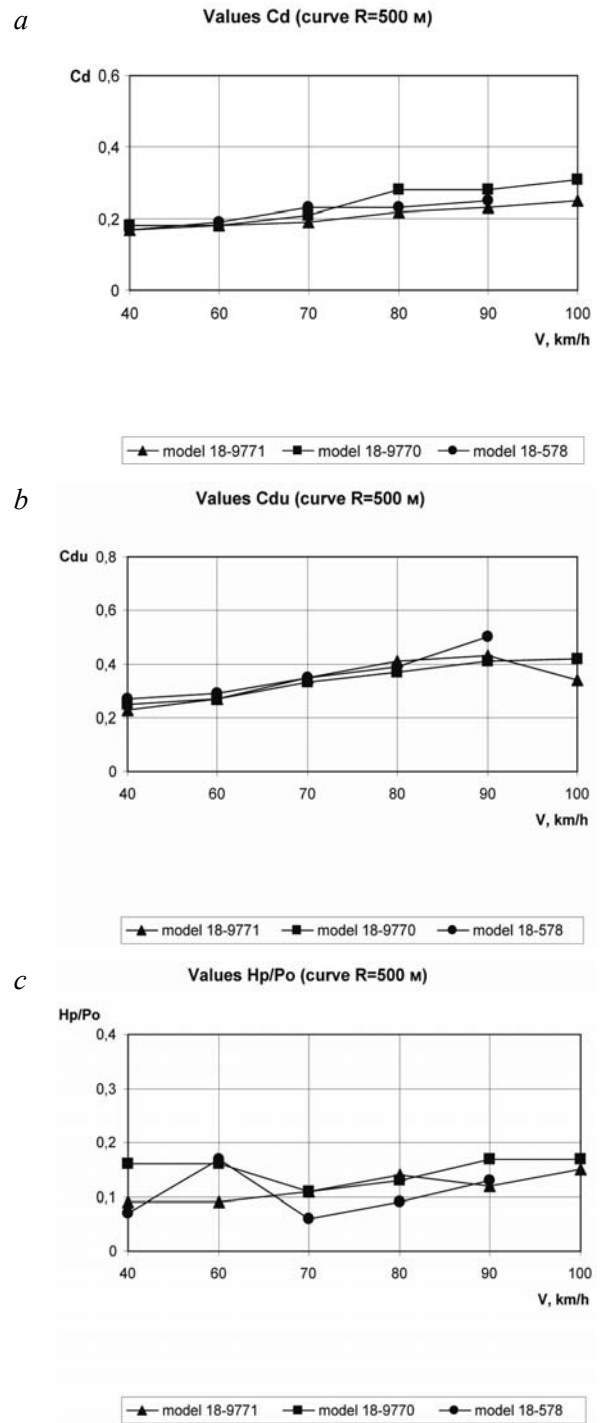 a
Values Cd (curve R=500 м)
Cd
0,6
0,4
0,2
0
40 60 70 80 90 100
V, km/h
model 18-9771 model 18-9770 model 18-578
b
Values Cdu (curve R=500 м)
Cdu
0,8
0,6
0,4
0,2
0
40 60 70 80 90 100
V, km/h
model 18-9771 model 18-9770 model 18-578
c
Values Hp/Po (curve R=500 м)
Hp/Po
0,4
0,3
0,2
0,1
0
40 60 70 80 90 100
V, km/h
model 18-9771 model 18-9770 model 18-578